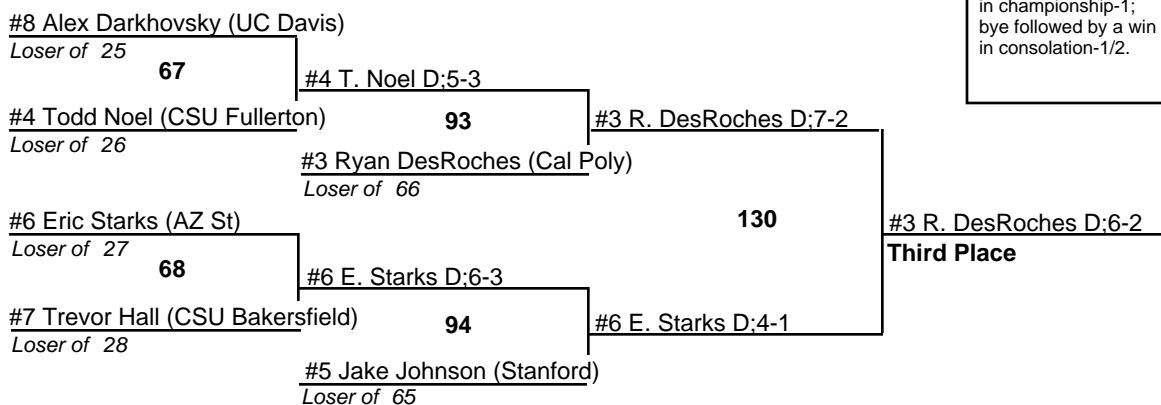 in championship-1;
bye followed by a win
in consolation-1/2.
#8 Alex Darkhovsky (UC Davis)
Loser of 25
67
#4 T. Noel D;5-3
#4 Todd Noel (CSU Fullerton)
Loser of 26
93
#3 R. DesRoches D;7-2
#3 Ryan DesRoches (Cal Poly)
Loser of 66
#6 Eric Starks (AZ St)
Loser of 27
130
#3 R. DesRoches D;6-2
Third Place
68
#6 E. Starks D;6-3
#7 Trevor Hall (CSU Bakersfield)
Loser of 28
94
#6 E. Starks D;4-1
#5 Jake Johnson (Stanford)
Loser of 65